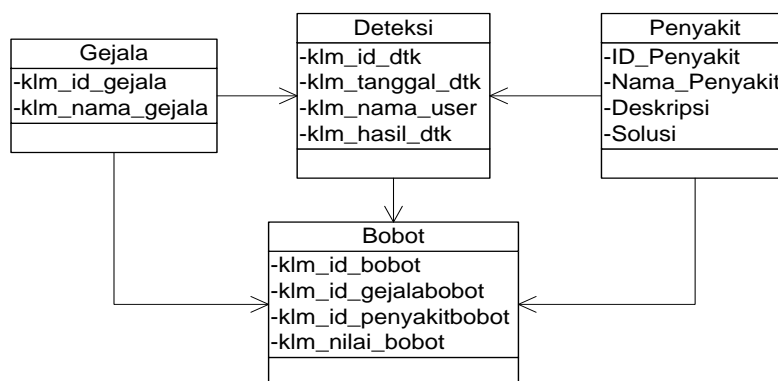 Gejala
-klm_id_gejala
-klm_nama_gejala
Deteksi
-klm_id_dtk
-klm_tanggal_dtk
-klm_nama_user
-klm_hasil_dtk
Penyakit
-ID_Penyakit
-Nama_Penyakit
-Deskripsi
-Solusi
Bobot
-klm_id_bobot
-klm_id_gejalabobot
-klm_id_penyakitbobot
-klm_nilai_bobot